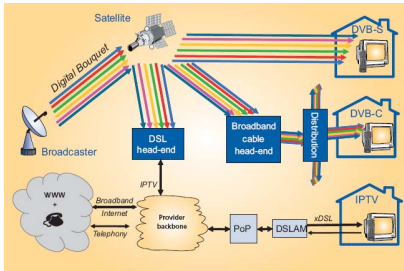 Satellite
DVB-S
Digital Bouquet
Broadcaster
DSL
head-end
Broadband
cable
head-end
Distribution
DVB-C
IPTV
WWW
+
Broadband
Internet
Telephony
Provider
backbone
PoP
DSLAM
xDSL
IPTV